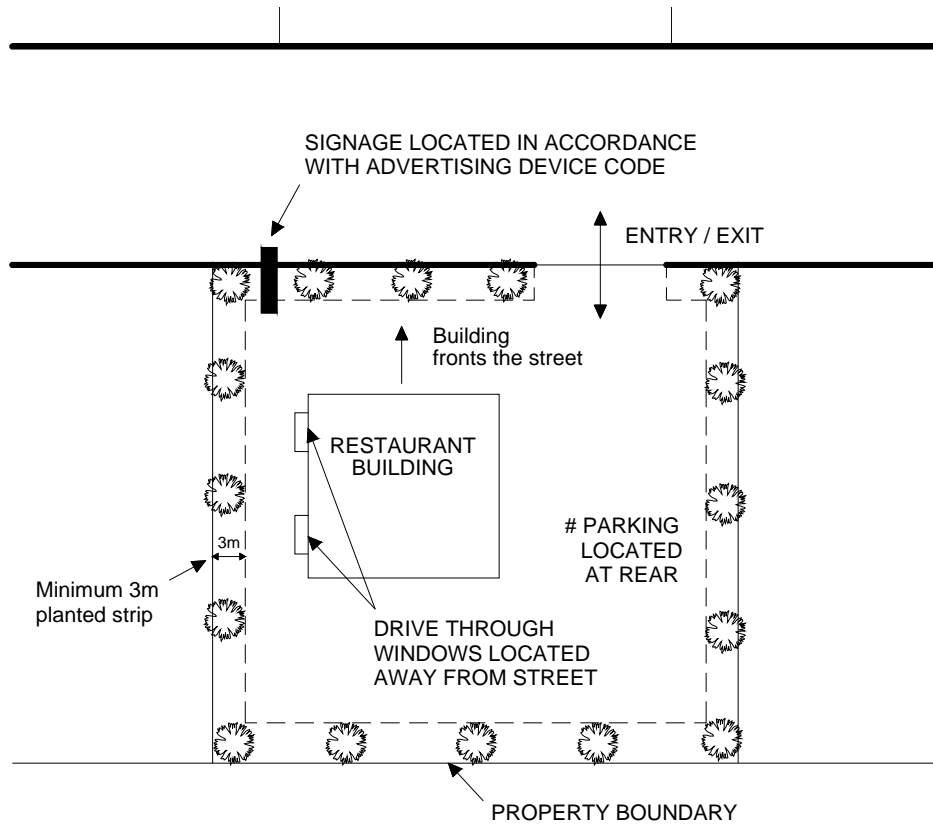 SIGNAGE LOCATED IN ACCORDANCE
WITH ADVERTISING DEVICE CODE
ENTRY / EXIT
Building
fronts the street
RESTAURANT
BUILDING
# PARKING
LOCATED
AT REAR
3m
Minimum 3m
planted strip
DRIVE THROUGH
WINDOWS LOCATED
AWAY FROM STREET
PROPERTY BOUNDARY